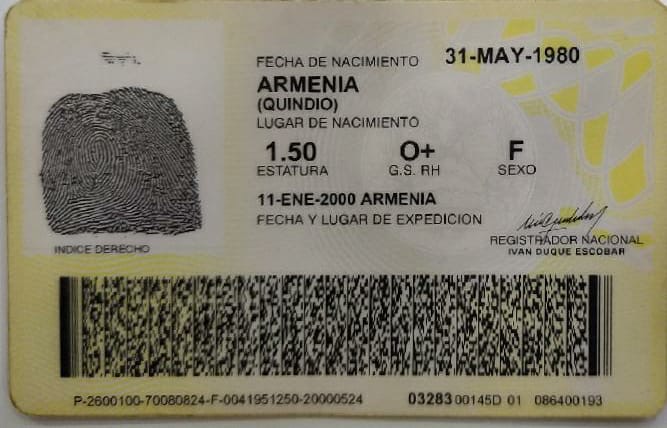 FECHA DE NACIMIENTO 31-MAY-1980
ARMENIA
(QUINDIO)
LUGAR DE NACIMIENTO
1.50 O+ F
ESTATURA G.S. RH SEXO
11-ENE-2000 ARMENIA
FECHA Y LUGAR DE EXPEDICION
INDICE DERECHO
REGISTRADOR NACIONAL
IVAN DUQUE ESCOBAR
P-2600100-70080824-F-0041951250-20000524 03283 00145D 01 086400193